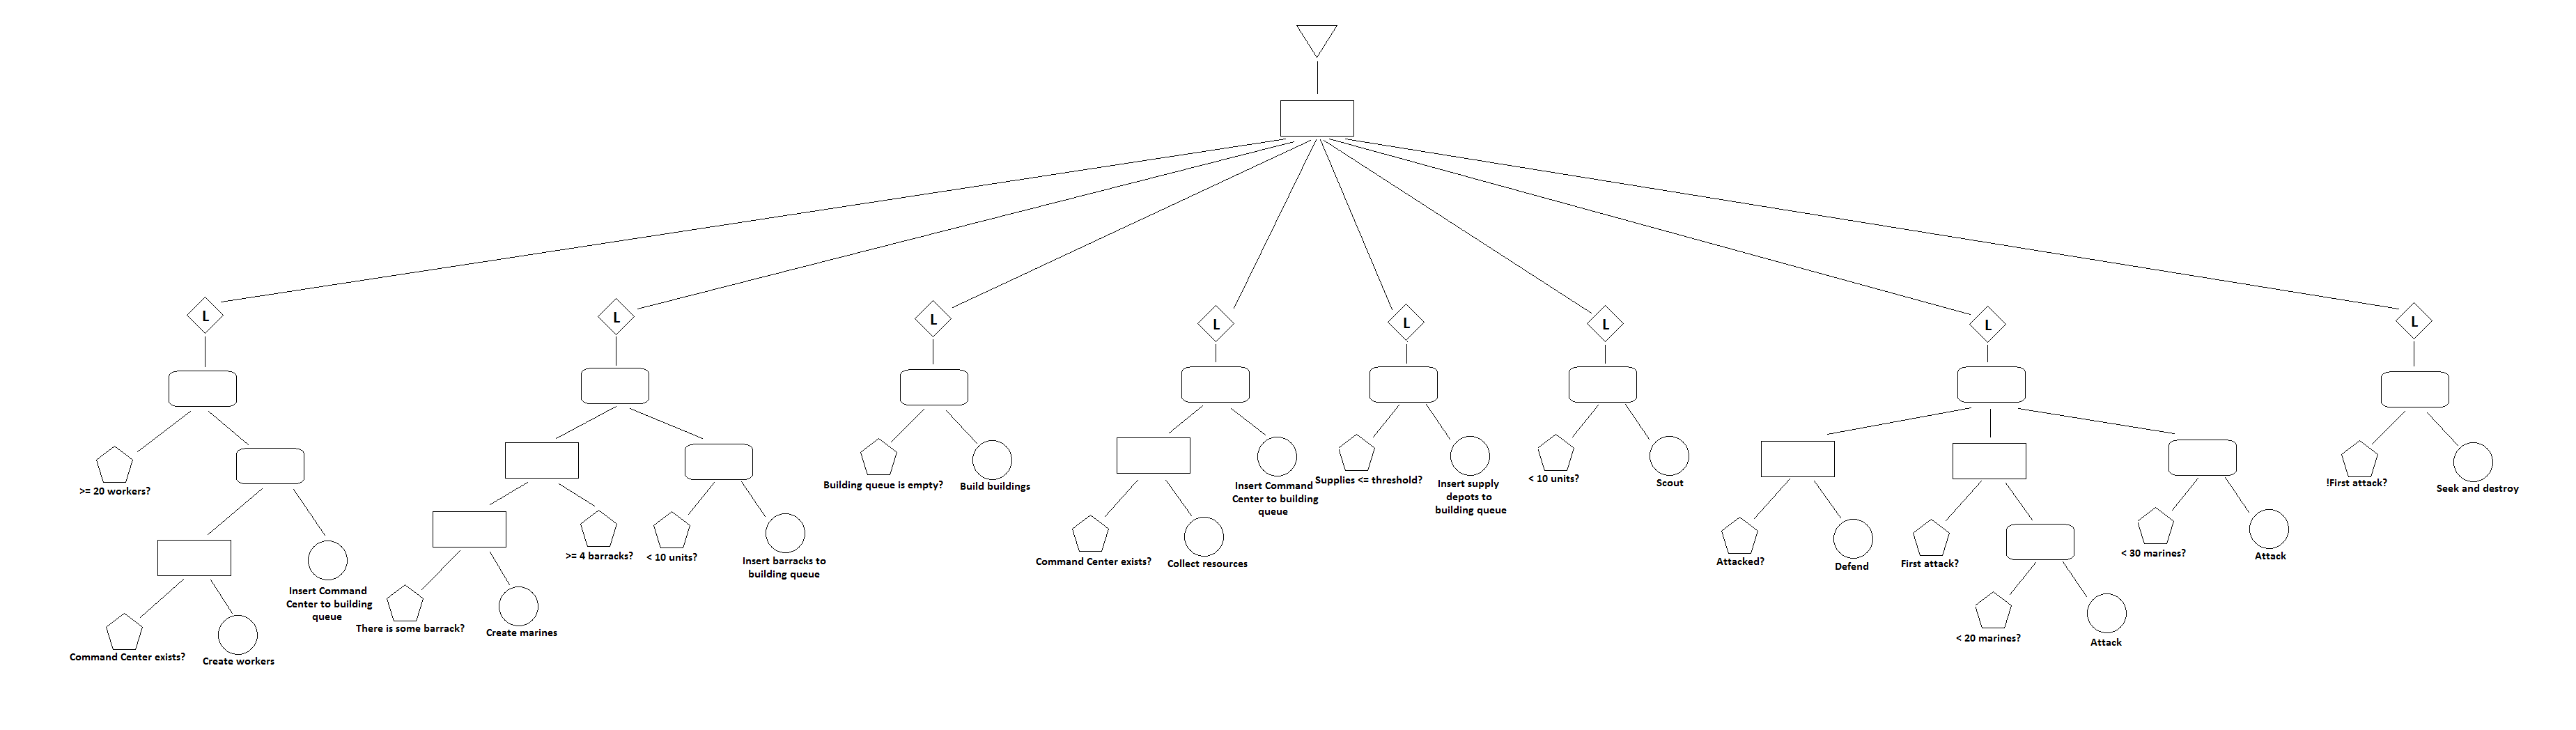 L
L
L
L
L
L
L
L
>= 20 workers?
Command Center exists?
Create workers
Insert Command
Center to building
queue
There is some barrack?
Create marines
>= 4 barracks?
< 10 units?
Insert barracks to
building queue
Building queue is empty?
Build buildings
Command Center exists?
Collect resources
Insert Command
Center to building
queue
Supplies <= threshold?
Insert supply
depots to
building queue
< 10 units?
Scout
Attacked?
Defend
First attack?
< 20 marines?
Attack
< 30 marines?
Attack
!First attack?
Seek and destroy